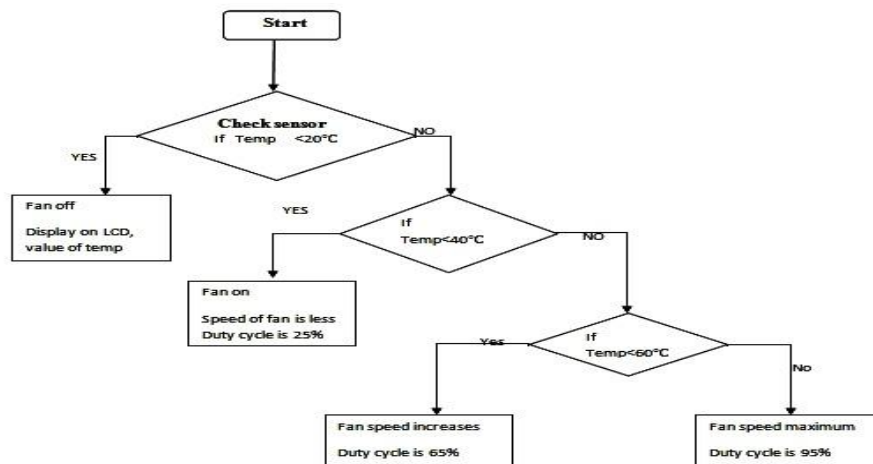 Start
Check sensor
If Temp <20°C
YES
NO
Fan off
Display on LCD,
value of temp
YES
If
Temp<40°C
NO
Fan on
Speed of fan is less
Duty cycle is 25%
Yes
If
Temp<60°C
No
Fan speed increases
Duty cycle is 65%
Fan speed maximum
Duty cycle is 95%